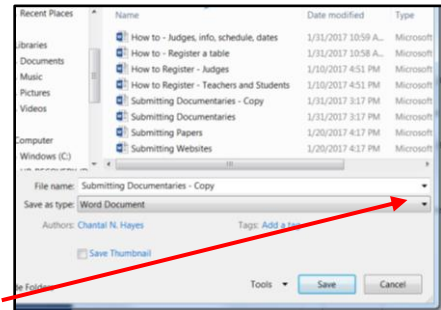 Recent Places
Name Date modified Type
Libraries
How to - Judges, info, schedule, dates 1/31/2017 10:59 A... Microsoft
Documents
How to - Register a table 1/31/2017 10:58 A... Microsoft
Music
How to Register - Judges 1/10/2017 4:51 PM Microsoft
Pictures
How to Register - Teachers and Students 1/10/2017 4:51 PM Microsoft
Videos
Submitting Documentaries - Copy 1/31/2017 3:17 PM Microsoft
Submitting Documentaries 1/31/2017 3:17 PM Microsoft
Computer
Submitting Papers 1/20/2017 4:17 PM Microsoft
Windows (C:)
Submitting Websites 1/20/2017 4:17 PM Microsoft
File name: Submitting Documentaries - Copy
Save as type: Word Document
Authors: Chantal N. Hayes Tags: Add a tag
Save Thumbnail
de Folders Tools Save Cancel